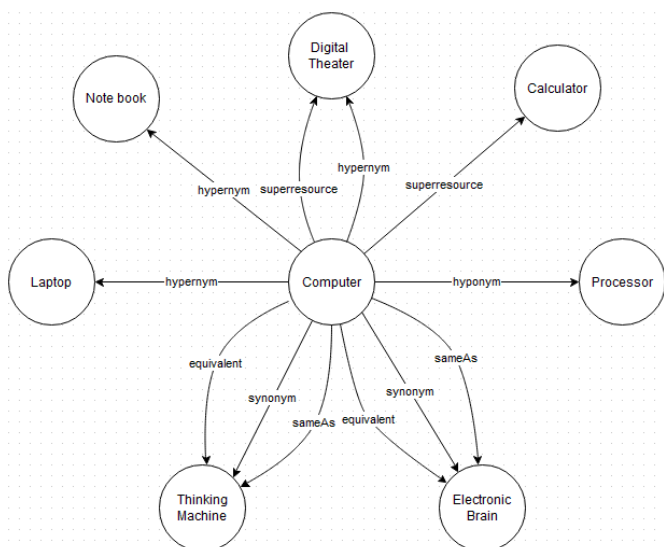 Digital
Theater
Note book
Calculator
hypernym
superresource
hypernym
superresource
Laptop
hypernym
Computer
hyponym
Processor
equivalent
synonym
sameAs
equivalent
synonym
sameAs
Thinking
Machine
Electronic
Brain